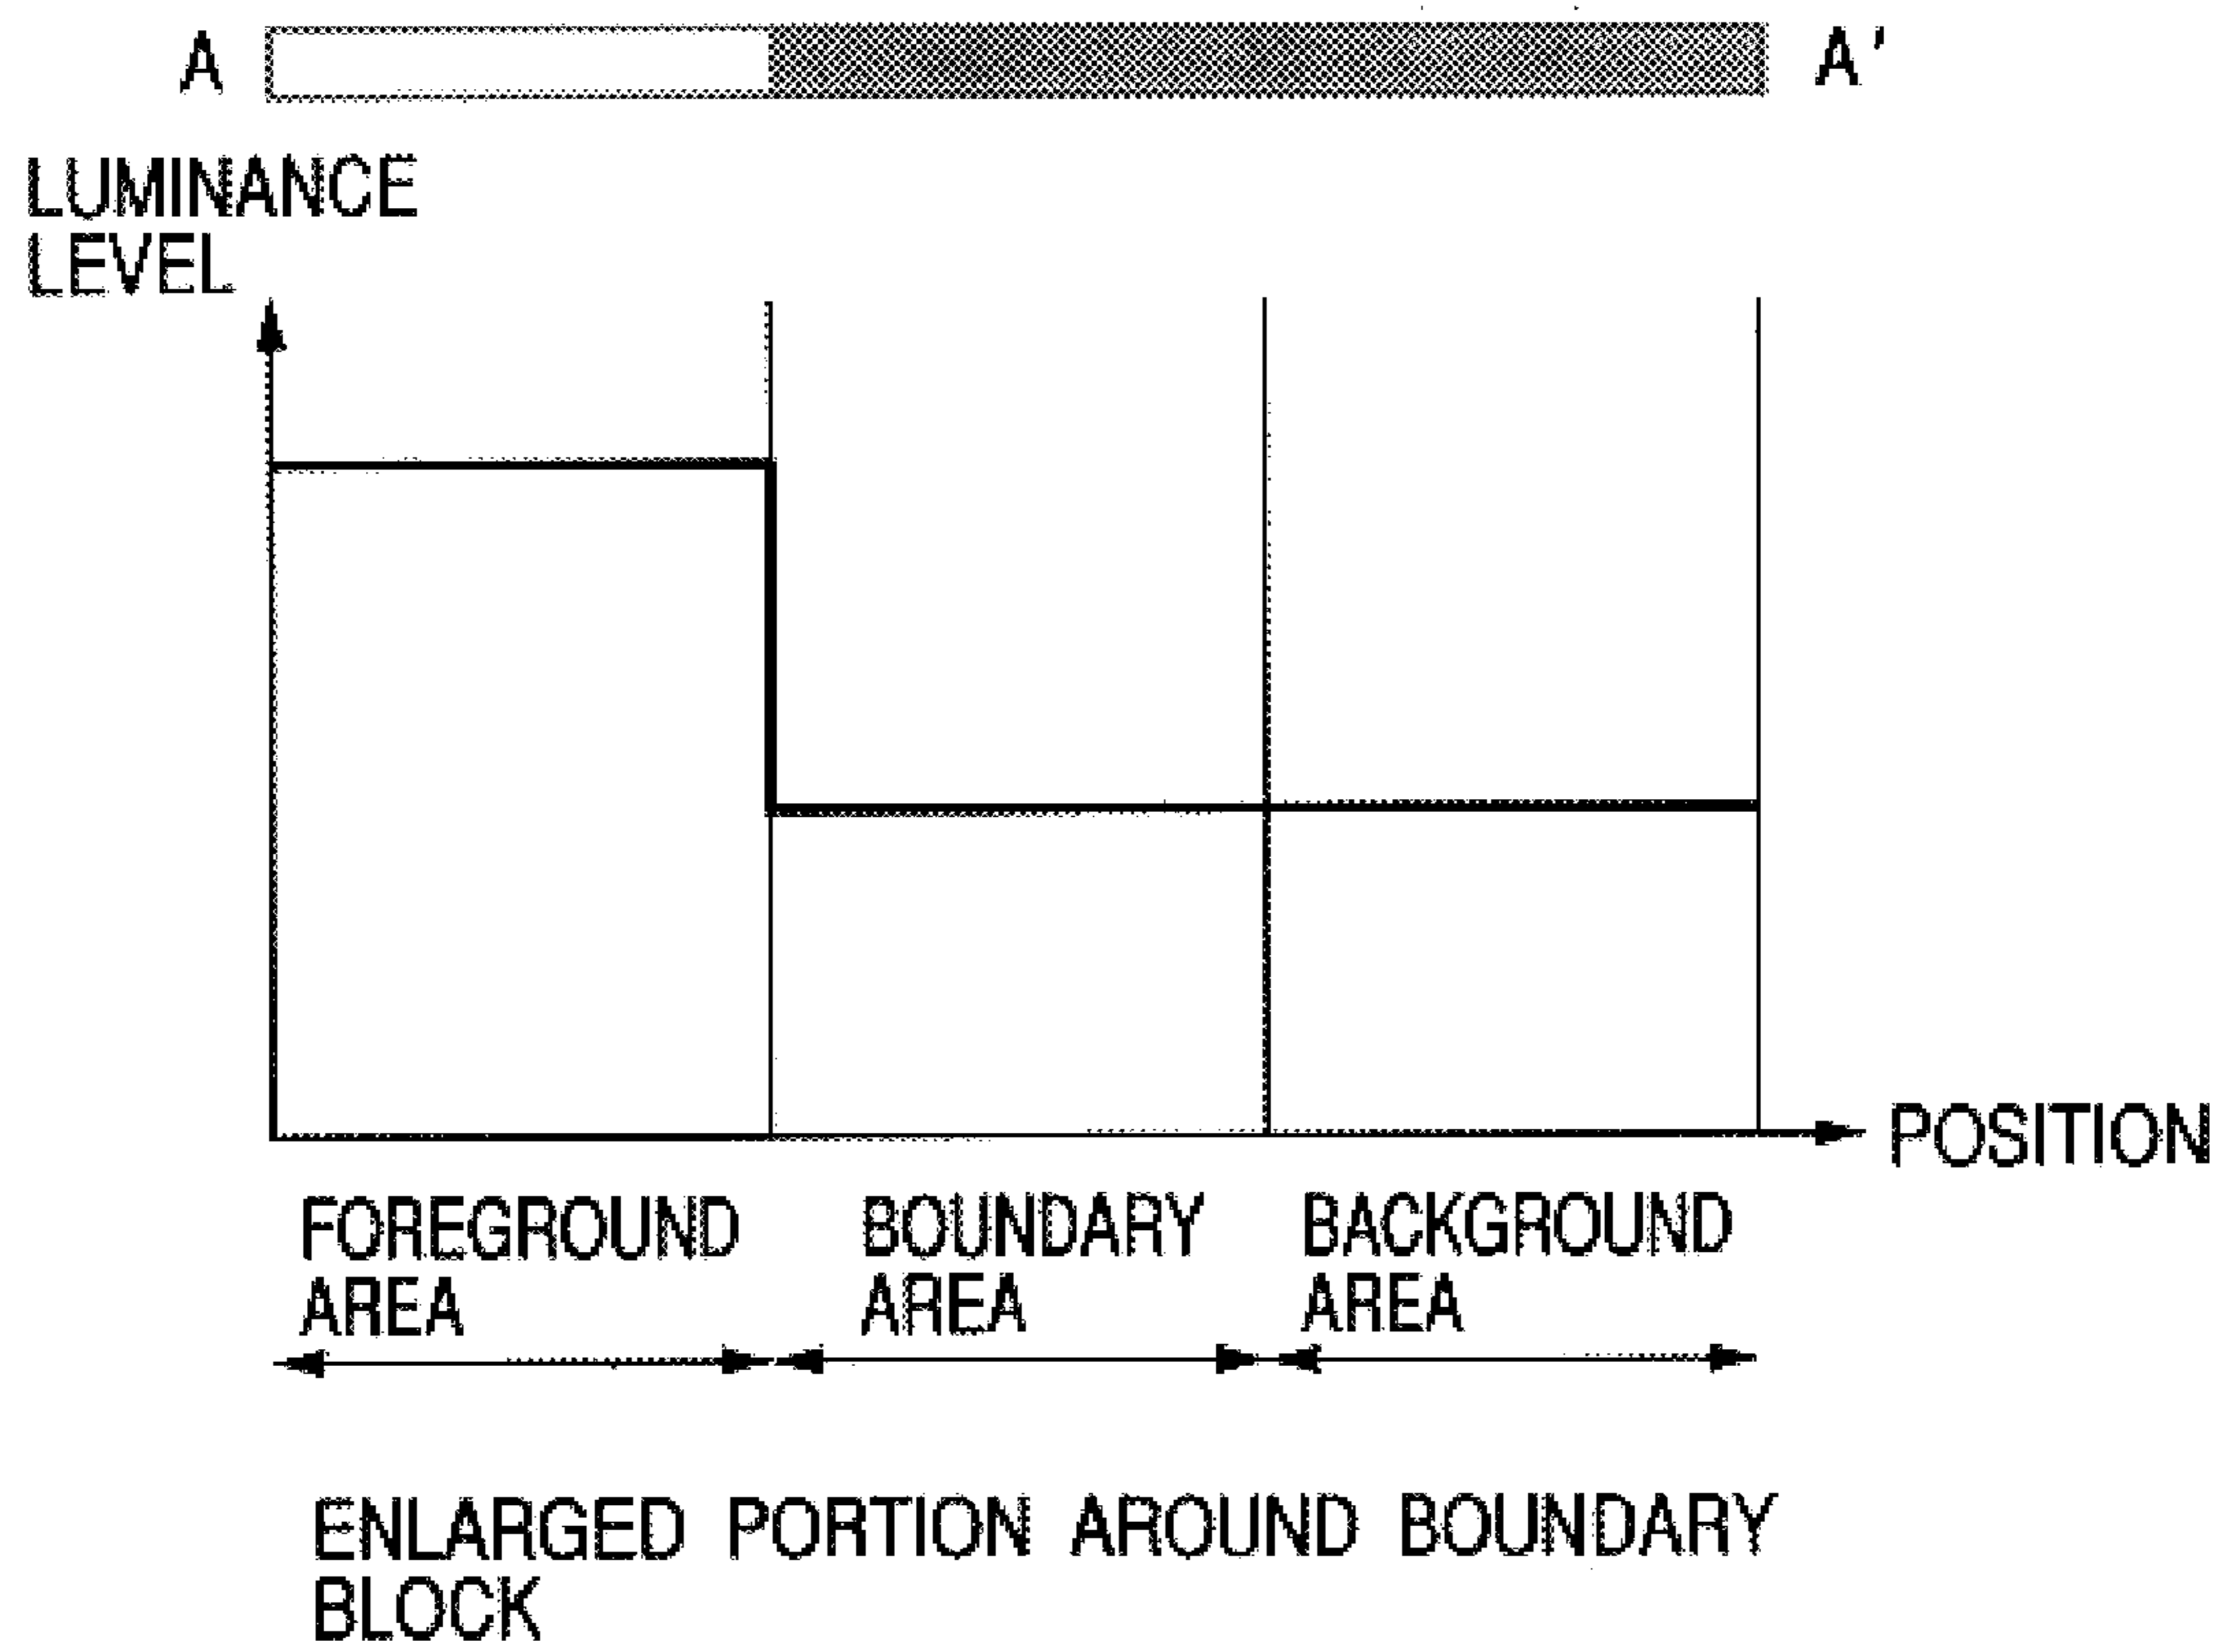 A A'
LUMINANCE
LEVEL
POSITION
FOREGROUND BOUNDARY BACKGROUND
AREA AREA AREA
ENLARGED PORTION AROUND BOUNDARY
BLOCK